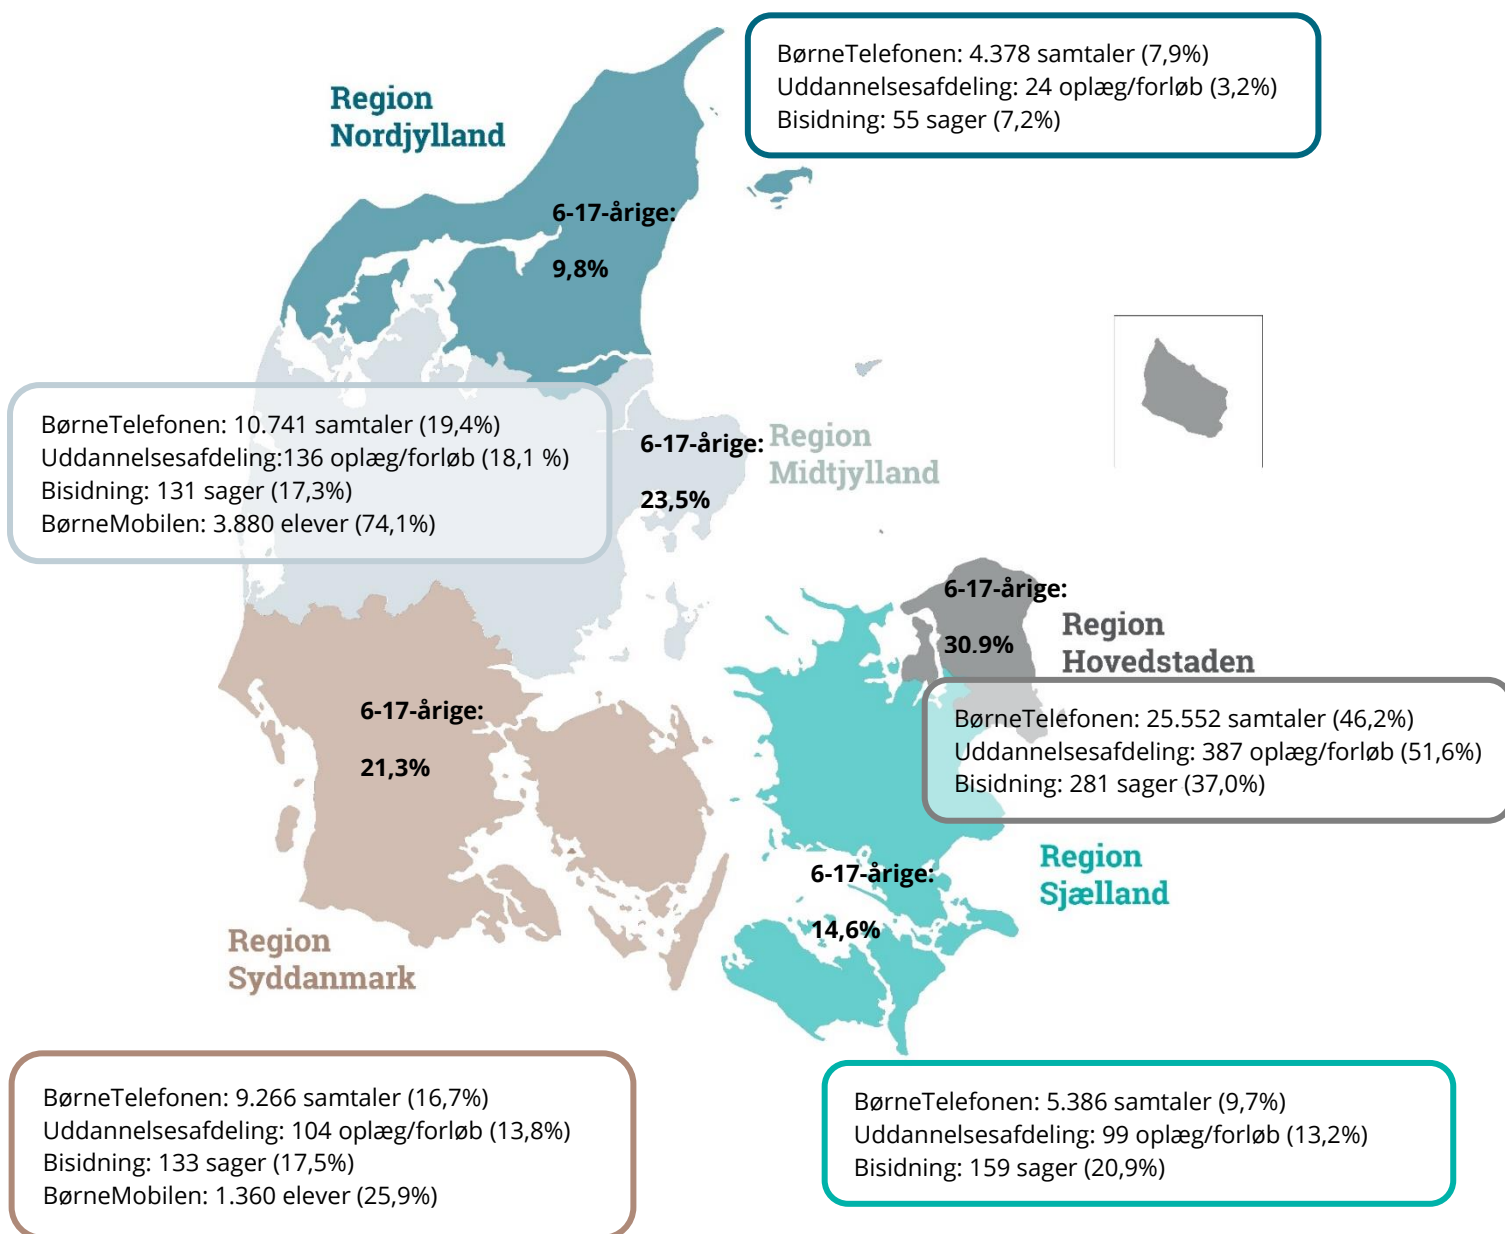 BørneTelefonen: 4.378 samtaler (7,9%)
Uddannelsesafdeling: 24 oplæg/forløb (3,2%)
Bisidning: 55 sager (7,2%)
Region
Nordjylland
6-17-årige:
9,8%
BørneTelefonen: 10.741 samtaler (19,4%)
Uddannelsesafdeling:136 oplæg/forløb (18,1 %)
Bisidning: 131 sager (17,3%)
BørneMobilen: 3.880 elever (74,1%)
6-17-årige:
23,5%
Region
Midtjylland
6-17-årige:
30.9%
Region
Hovedstaden
BørneTelefonen: 25.552 samtaler (46,2%)
Uddannelsesafdeling: 387 oplæg/forløb (51,6%)
Bisidning: 281 sager (37,0%)
6-17-årige:
21,3%
Region
Sjælland
6-17-årige:
14,6%
Region
Syddanmark
BørneTelefonen: 9.266 samtaler (16,7%)
Uddannelsesafdeling: 104 oplæg/forløb (13,8%)
Bisidning: 133 sager (17,5%)
BørneMobilen: 1.360 elever (25,9%)
BørneTelefonen: 5.386 samtaler (9,7%)
Uddannelsesafdeling: 99 oplæg/forløb (13,2%)
Bisidning: 159 sager (20,9%)